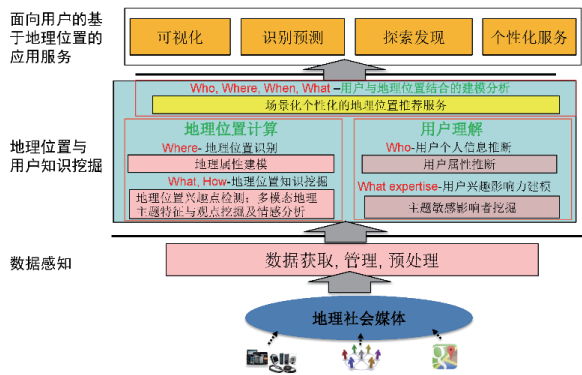 面向用户的基
于地理位置的
应用服务
可视化
识别预测
探索发现
个性化服务
Who, Where, When, What –用户与地理位置结合的建模分析
场景化个性化的地理位置推荐服务
地理位置与
用户知识挖掘
地理位置计算
Where- 地理位置识别
地理属性建模
What, How-地理位置知识挖掘
地理位置兴趣点检测；多模态地理
主题特征与观点挖掘及情感分析
用户理解
Who-用户个人信息推断
用户属性推断
What expertise-用户兴趣影响力建模
主题敏感影响者挖掘
数据感知
数据获取, 管理, 预处理
地理社会媒体